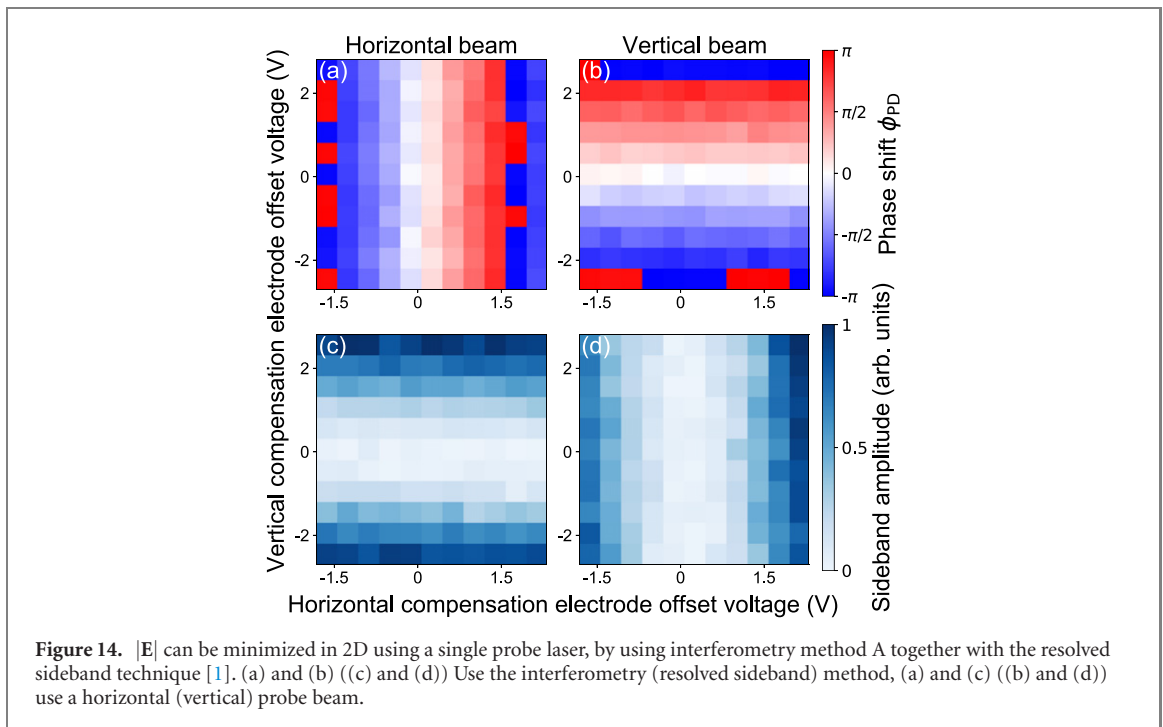 Horizontal beam
Vertical beam
(a)
(b)
2
0
-2
-1.5
0
1.5
2
0
-2
-1.5
0
1.5
π
π/2
0
-π/2
-π
Phase shift ϕPD
(c)
(d)
2
0
-2
-1.5
0
1.5
2
0
-2
-1.5
0
1.5
1
0.5
0
Sideband amplitude (arb. units)
Vertical compensation electrode offset voltage (V)
Horizontal compensation electrode offset voltage (V)
Figure 14. |E| can be minimized in 2D using a single probe laser, by using interferometry method A together with the resolved
sideband technique [1]. (a) and (b) ((c) and (d)) Use the interferometry (resolved sideband) method, (a) and (c) ((b) and (d))
use a horizontal (vertical) probe beam.